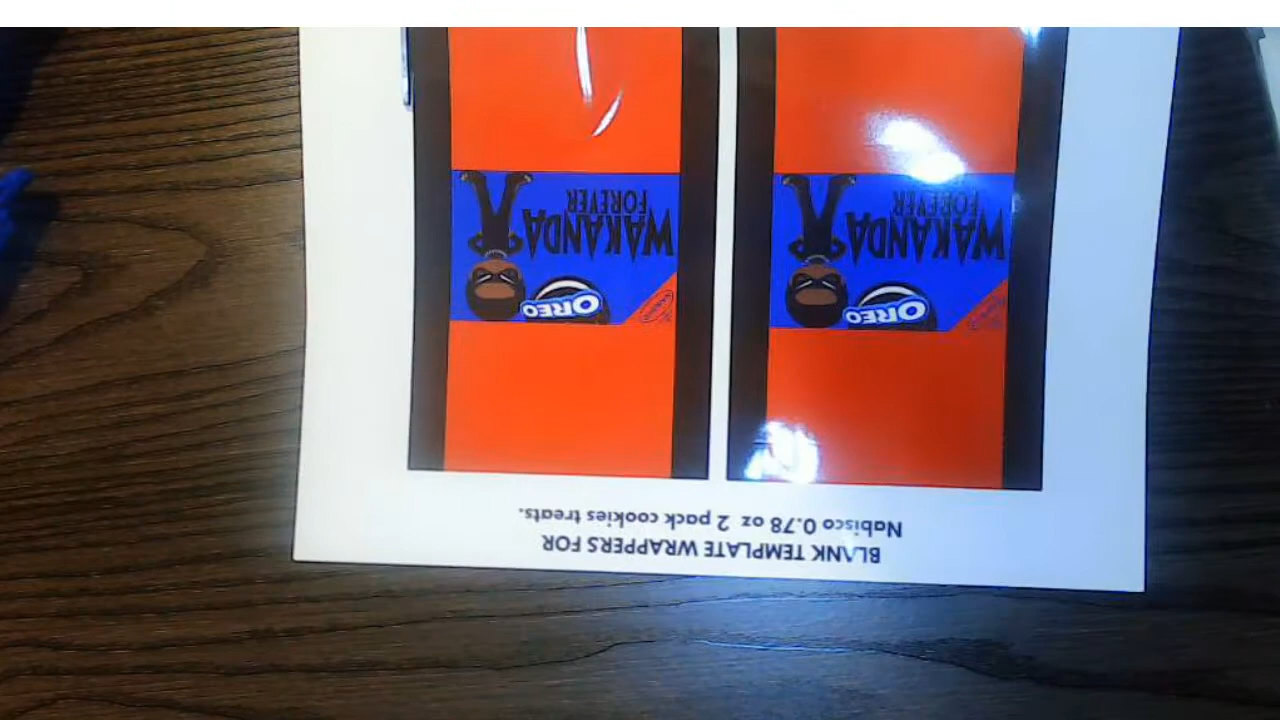 BLANK TEMPLATE WRAPPERS FOR
Nabisco 0.78 oz 2 pack cookies treats.
OREO
WAKANDA
FOREVER
OREO
WAKANDA
FOREVER